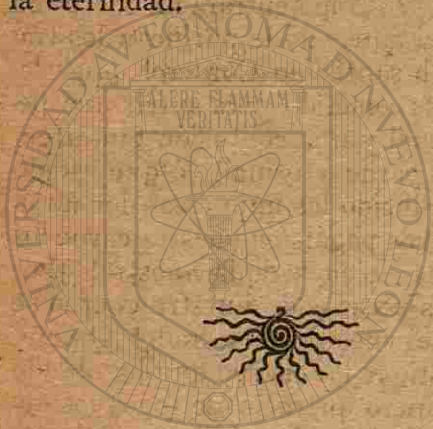 la eternidad.
UNIVERSIDAD AUTÓNOMA DE NUEVO LEÓN
ALERE FLAMMAM
VERITATIS